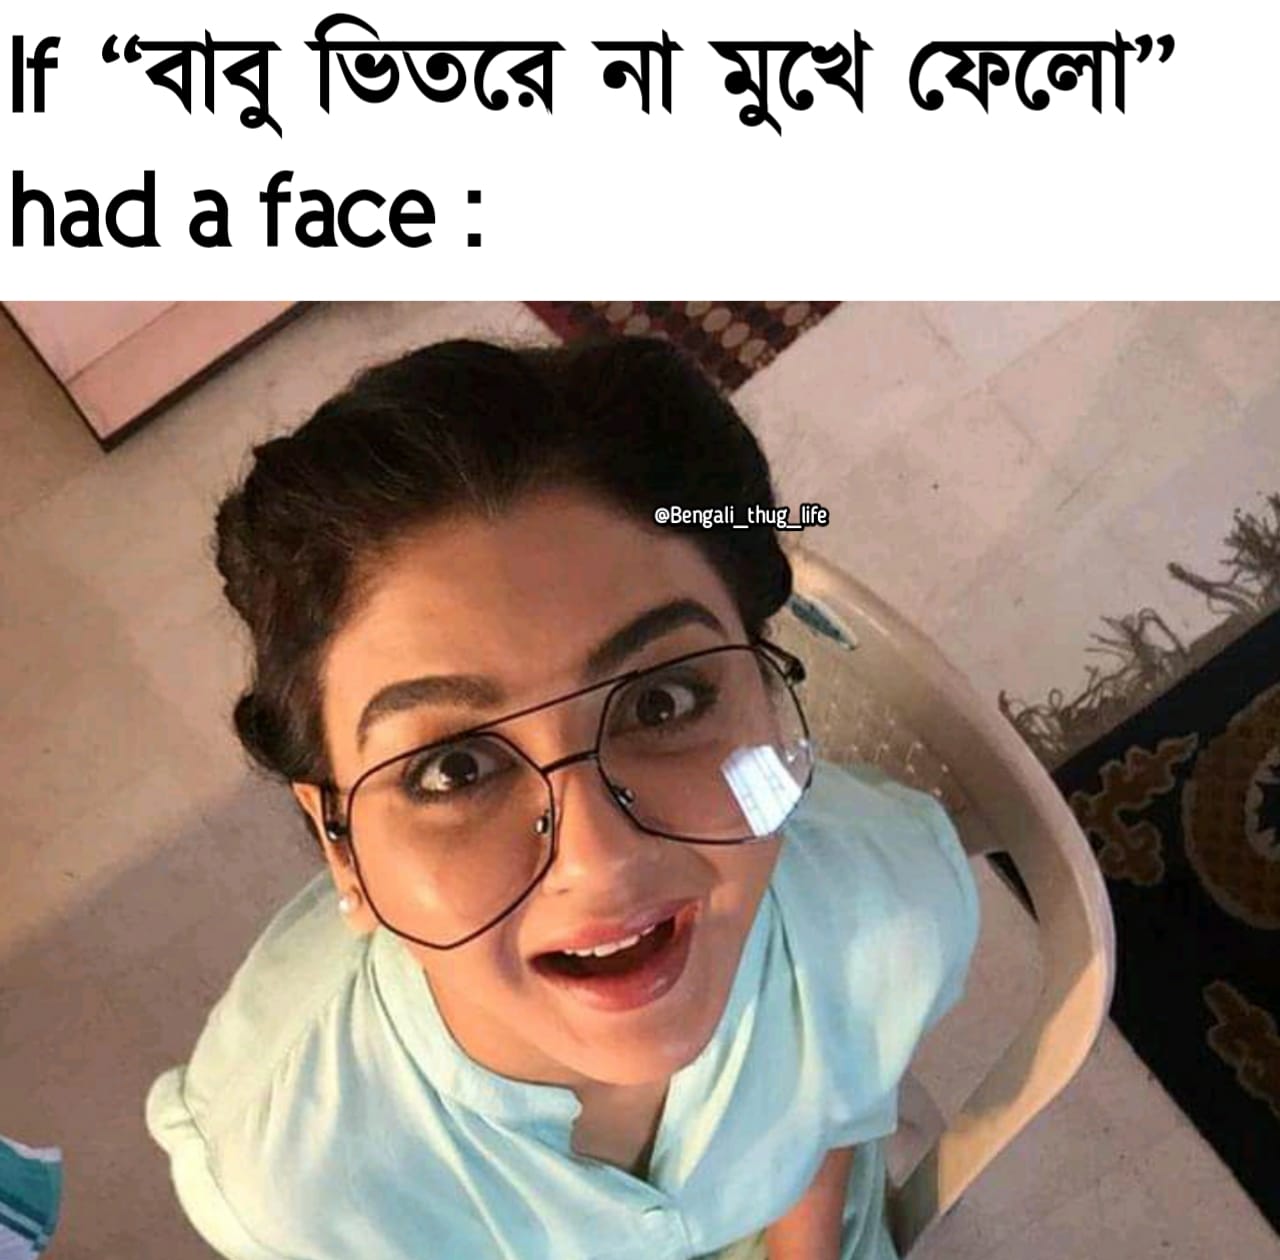 If “বাবু ভিতরে না মুখে ফেলো”
had a face :
@Bengali_thug_life